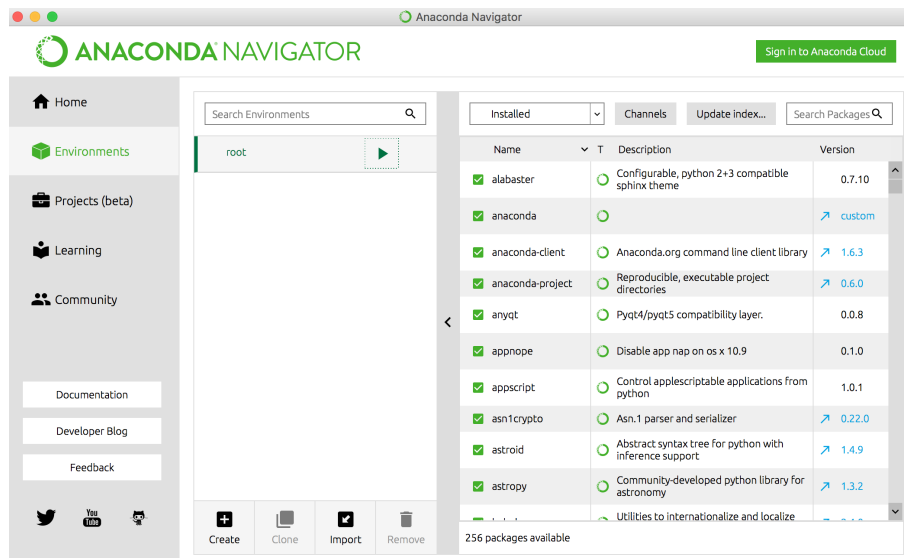 Anaconda Navigator
ANACONDA NAVIGATOR
Sign in to Anaconda Cloud
Home
Environments
Projects (beta)
Learning
Community
Documentation
Developer Blog
Feedback
You
Tube
Search Environments
root
Create
Clone
Import
Remove
Installed
Channels
Update index...
Search Packages
Name T Description Version
alabaster Configurable, python 2+3 compatible
sphinx theme 0.7.10
anaconda custom
anaconda-client Anaconda.org command line client library 1.6.3
anaconda-project Reproducible, executable project
directories 0.6.0
anyqt Pyqt4/pyqt5 compatibility layer. 0.0.8
appnope Disable app nap on os x 10.9 0.1.0
appscript Control applescriptable applications from
python 1.0.1
asn1crypto Asn.1 parser and serializer 0.22.0
astroid Abstract syntax tree for python with
inference support 1.4.9
astropy Community-developed python library for
astronomy 1.3.2
Utilities to internationalize and localize
256 packages available